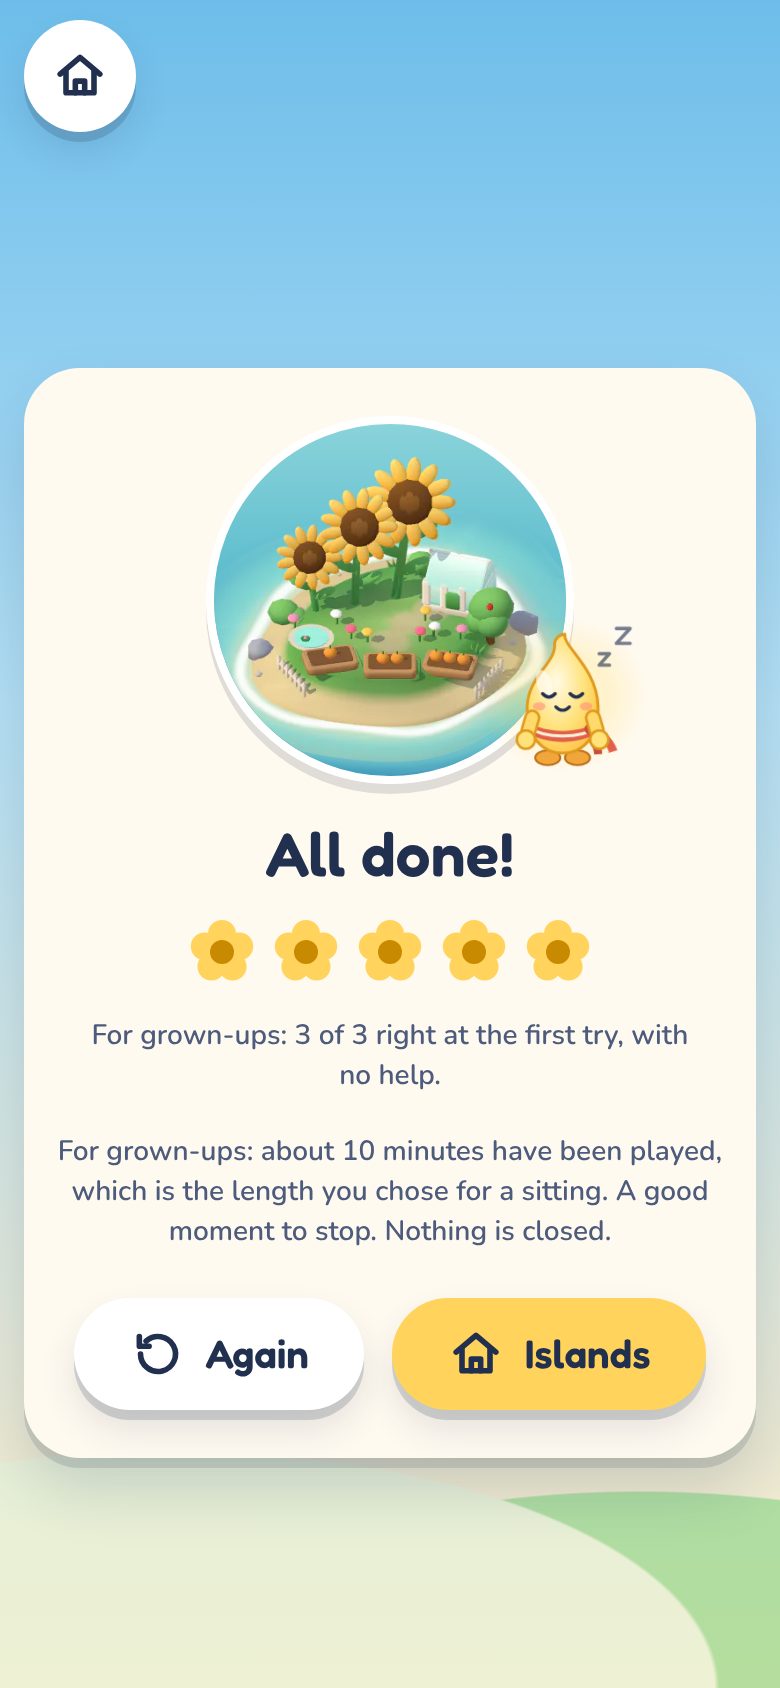 z Z
All done!
For grown-ups: 3 of 3 right at the first try, with
no help.
For grown-ups: about 10 minutes have been played,
which is the length you chose for a sitting. A good
moment to stop. Nothing is closed.
Again
Islands